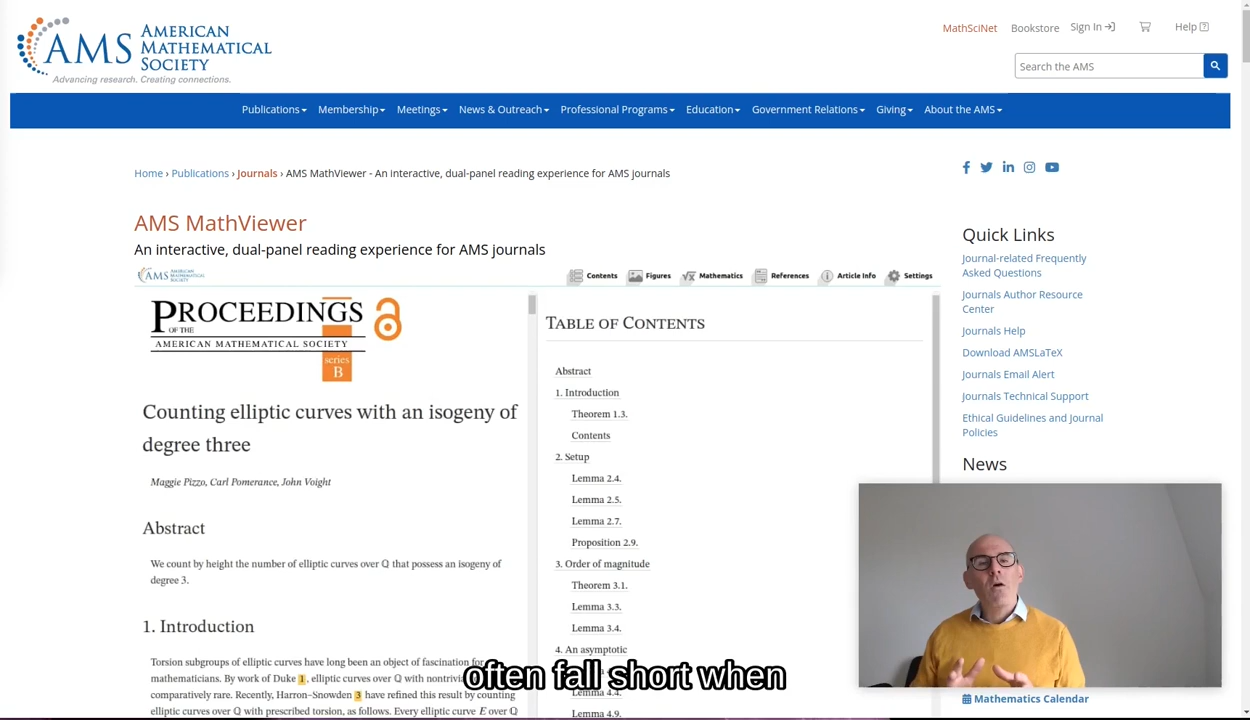 AMS AMERICAN
MATHEMATICAL
SOCIETY
Advancing research. Creating connections.
MathSciNet Bookstore Sign In Help
Search the AMS
Publications Membership Meetings News & Outreach Professional Programs Education Government Relations Giving About the AMS
Home › Publications › Journals › AMS MathViewer - An interactive, dual-panel reading experience for AMS journals
AMS MathViewer
An interactive, dual-panel reading experience for AMS journals
AMS AMERICAN
MATHEMATICAL
SOCIETY
Contents Figures Mathematics References Article Info Settings
PROCEEDINGS
OF THE
AMERICAN MATHEMATICAL SOCIETY
series
B
Counting elliptic curves with an isogeny of
degree three
Maggie Pizzo, Carl Pomerance, John Voight
Abstract
We count by height the number of elliptic curves over ℚ that possess an isogeny of
degree 3.
1. Introduction
Torsion subgroups of elliptic curves have long been an object of fascination for
mathematicians. By work of Duke 1, elliptic curves over ℚ with
comparatively rare. Recently, Harron–Snowden 3 have refined this result by counting
elliptic curves over ℚ with prescribed torsion, as follows. Every elliptic curve E over ℚ
TABLE OF CONTENTS
Abstract
1. Introduction
Theorem 1.3.
Contents
2. Setup
Lemma 2.4.
Lemma 2.5.
Lemma 2.7.
Proposition 2.9.
3. Order of magnitude
Theorem 3.1.
Lemma 3.3.
Lemma 3.4.
4. An asymptotic
Lemma 4.4.
Lemma 4.9.
Quick Links
Journal-related Frequently
Asked Questions
Journals Author Resource
Center
Journals Help
Download AMSLaTeX
Journals Email Alert
Journals Technical Support
Ethical Guidelines and Journal
Policies
News
Mathematics Calendar
often fall short when